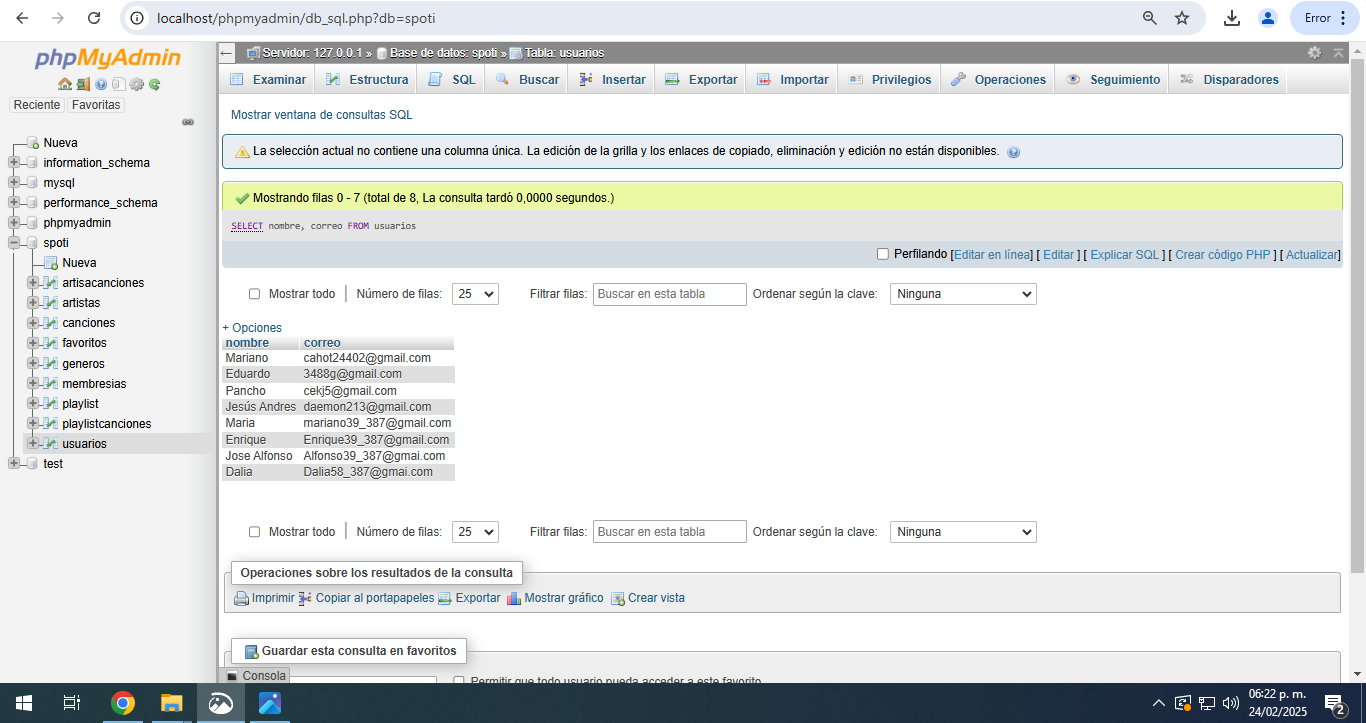 localhost/phpmyadmin/db_sql.php?db=spoti
Error
phpMyAdmin
Reciente Favoritas
Nueva
information_schema
mysql
performance_schema
phpmyadmin
spoti
Nueva
artisacanciones
artistas
canciones
favoritos
generos
membresias
playlist
playlistcanciones
usuarios
test
Servidor: 127.0.0.1 » Base de datos: spoti » Tabla: usuarios
Examinar Estructura SQL Buscar Insertar Exportar Importar Privilegios Operaciones Seguimiento Disparadores
Mostrar ventana de consultas SQL
La selección actual no contiene una columna única. La edición de la grilla y los enlaces de copiado, eliminación y edición no están disponibles.
Mostrando filas 0 - 7 (total de 8, La consulta tardó 0,0000 segundos.)
SELECT nombre, correo FROM usuarios
Perfilando [Editar en línea] [ Editar ] [ Explicar SQL ] [ Crear código PHP ] [ Actualizar]
Mostrar todo | Número de filas: 25 Filtrar filas: Buscar en esta tabla Ordenar según la clave: Ninguna
+ Opciones
nombre correo
Mariano cahot24402@gmail.com
Eduardo 3488g@gmail.com
Pancho cekj5@gmail.com
Jesús Andres daemon213@gmail.com
Maria mariano39_387@gmail.com
Enrique Enrique39_387@gmail.com
Jose Alfonso Alfonso39_387@gmai.com
Dalia Dalia58_387@gmai.com
Mostrar todo | Número de filas: 25 Filtrar filas: Buscar en esta tabla Ordenar según la clave: Ninguna
Operaciones sobre los resultados de la consulta
Imprimir Copiar al portapapeles Exportar Mostrar gráfico Crear vista
Guardar esta consulta en favoritos
Consola
Permitir que todo usuario pueda acceder a este favorito
06:22 p. m.
24/02/2025
2